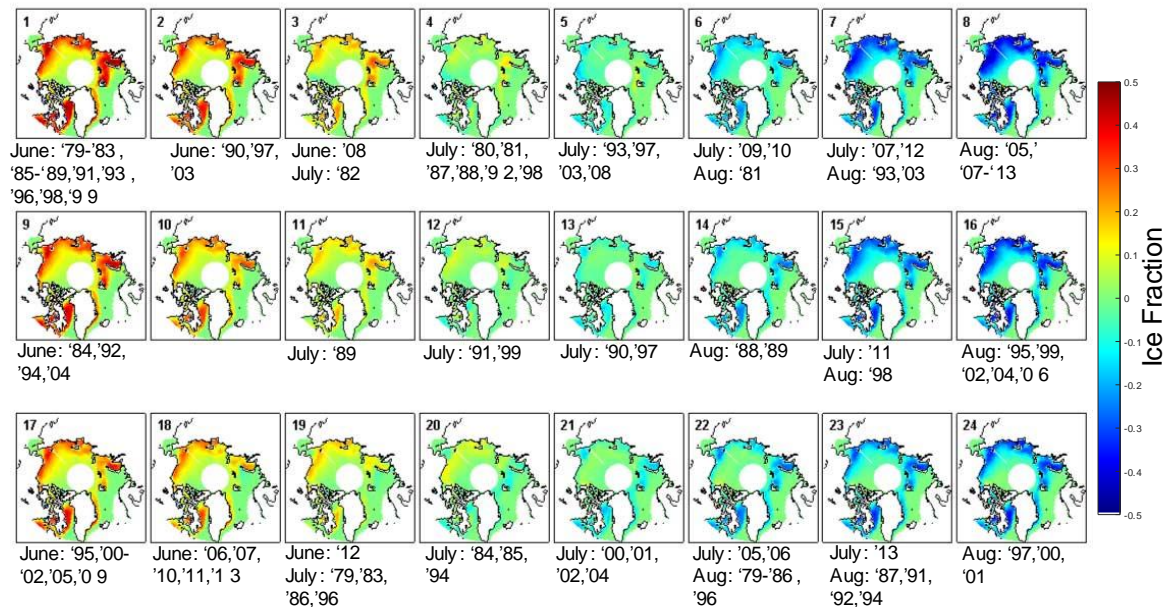 1 2 3 4 5 6 7 8
June: '79-'83 , June: '90,'97, June: '08 July: '80,'81, July: '93,'97, July: '09,'10 July: '07,'12 Aug: '05,'
'85-'89,'91,'93 , '03 July: '82 '87,'88,'9 2,'98 '03,'08 Aug: '81 Aug: '93,'03 '07-'13
'96,'98,'9 9
9 10 11 12 13 14 15 16
June: '84,'92, July: '89 July: '91,'99 July: '90,'97 Aug: '88,'89 July: '11 Aug: '95,'99,
'94,'04 Aug: '98 '02,'04,'0 6
17 18 19 20 21 22 23 24
June: '95,'00- June: '06,'07, June: '12 July: '84,'85, July: '00,'01, July: '05,'06 July: '13 Aug: '97,'00,
'02,'05,'0 9 '10,'11,'1 3 July: '79,'83, '94 '02,'04 Aug: '79-'86 , Aug: '87,'91, '01
'86,'96 '96 '92,'94
0.5
0.4
0.3
0.2
0.1
0
-0.1
-0.2
-0.3
-0.4
-0.5
Ice Fraction